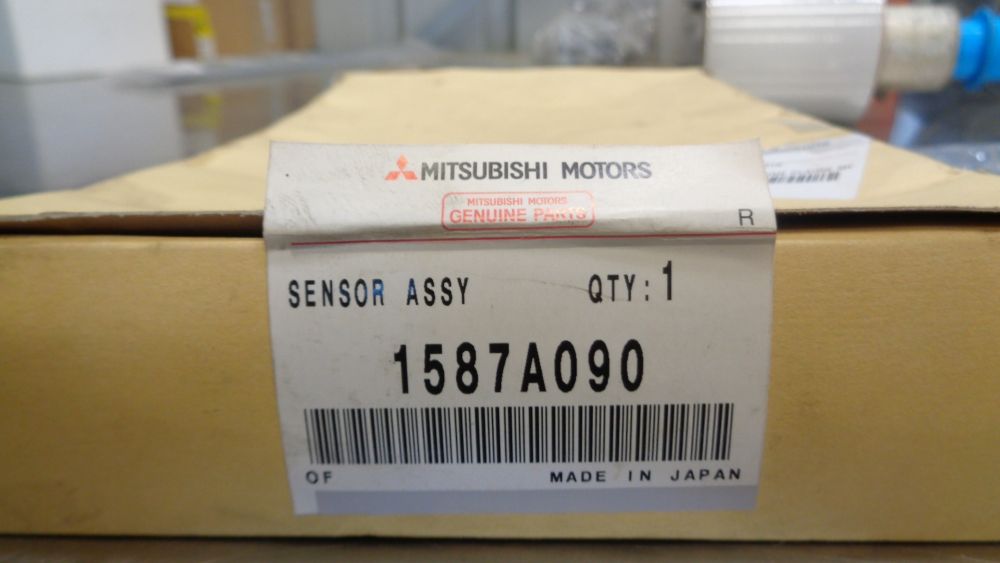 MITSUBISHI MOTORS
MITSUBISHI MOTORS
GENUINE PARTS
R
SENSOR ASSY QTY:1
1587A090
OF MADE IN JAPAN